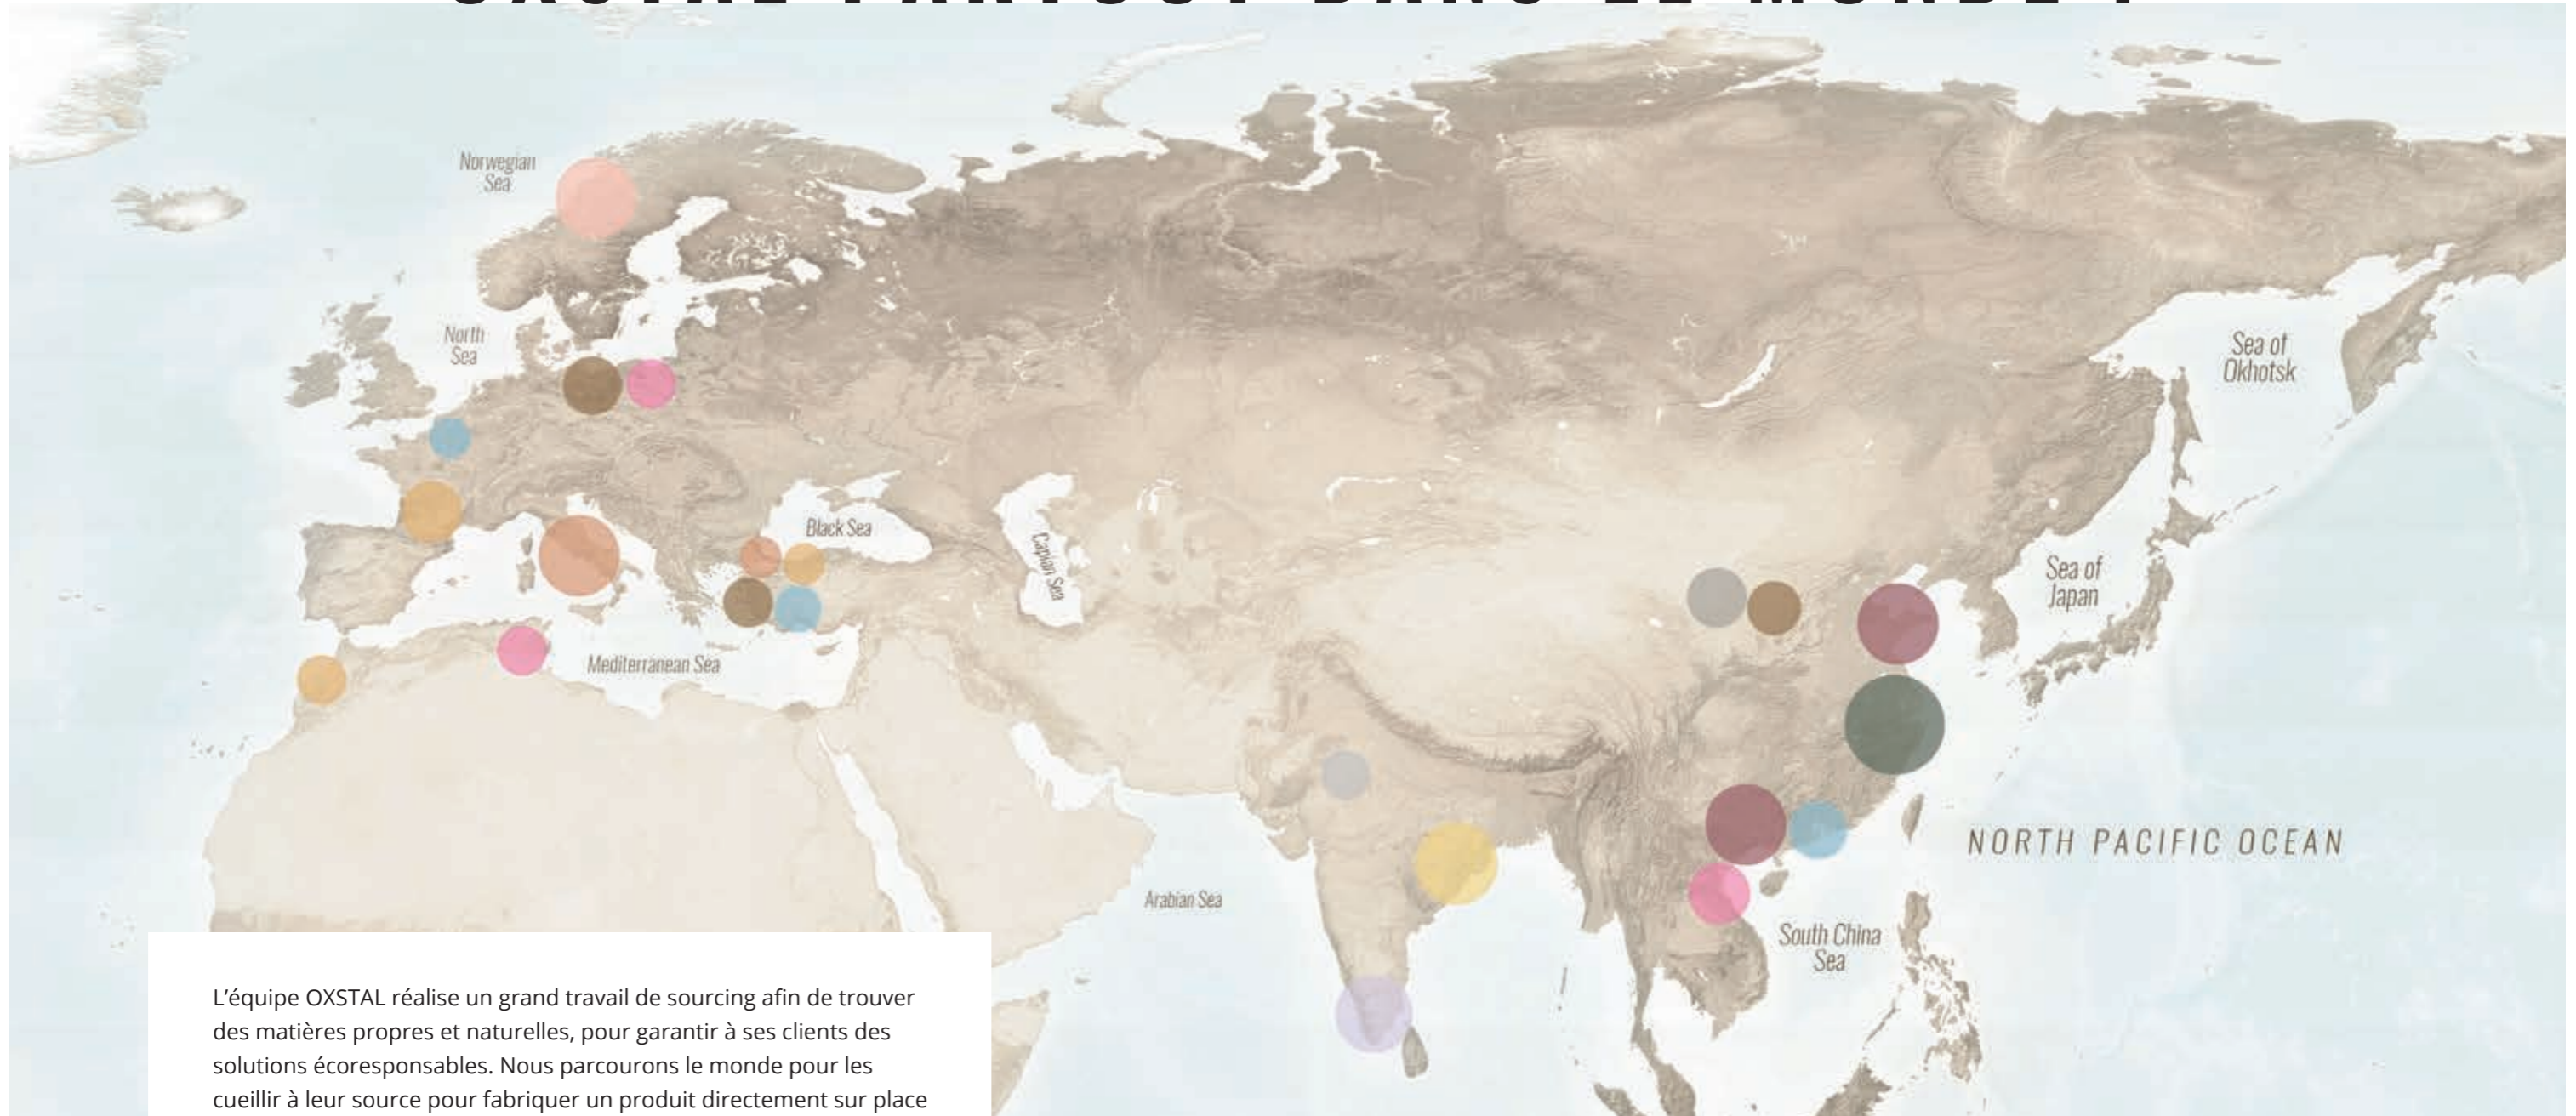 Norwegian
Sea
North
Sea
Sea of
Okhotsk
Black Sea
Capian Sea
Sea of
Japan
Mediterranean Sea
NORTH PACIFIC OCEAN
Arabian Sea
South China
Sea
L'équipe OXSTAL réalise un grand travail de sourcing afin de trouver
des matières propres et naturelles, pour garantir à ses clients des
solutions écoresponsables. Nous parcourons le monde pour les
cueillir à leur source pour fabriquer un produit directement sur place